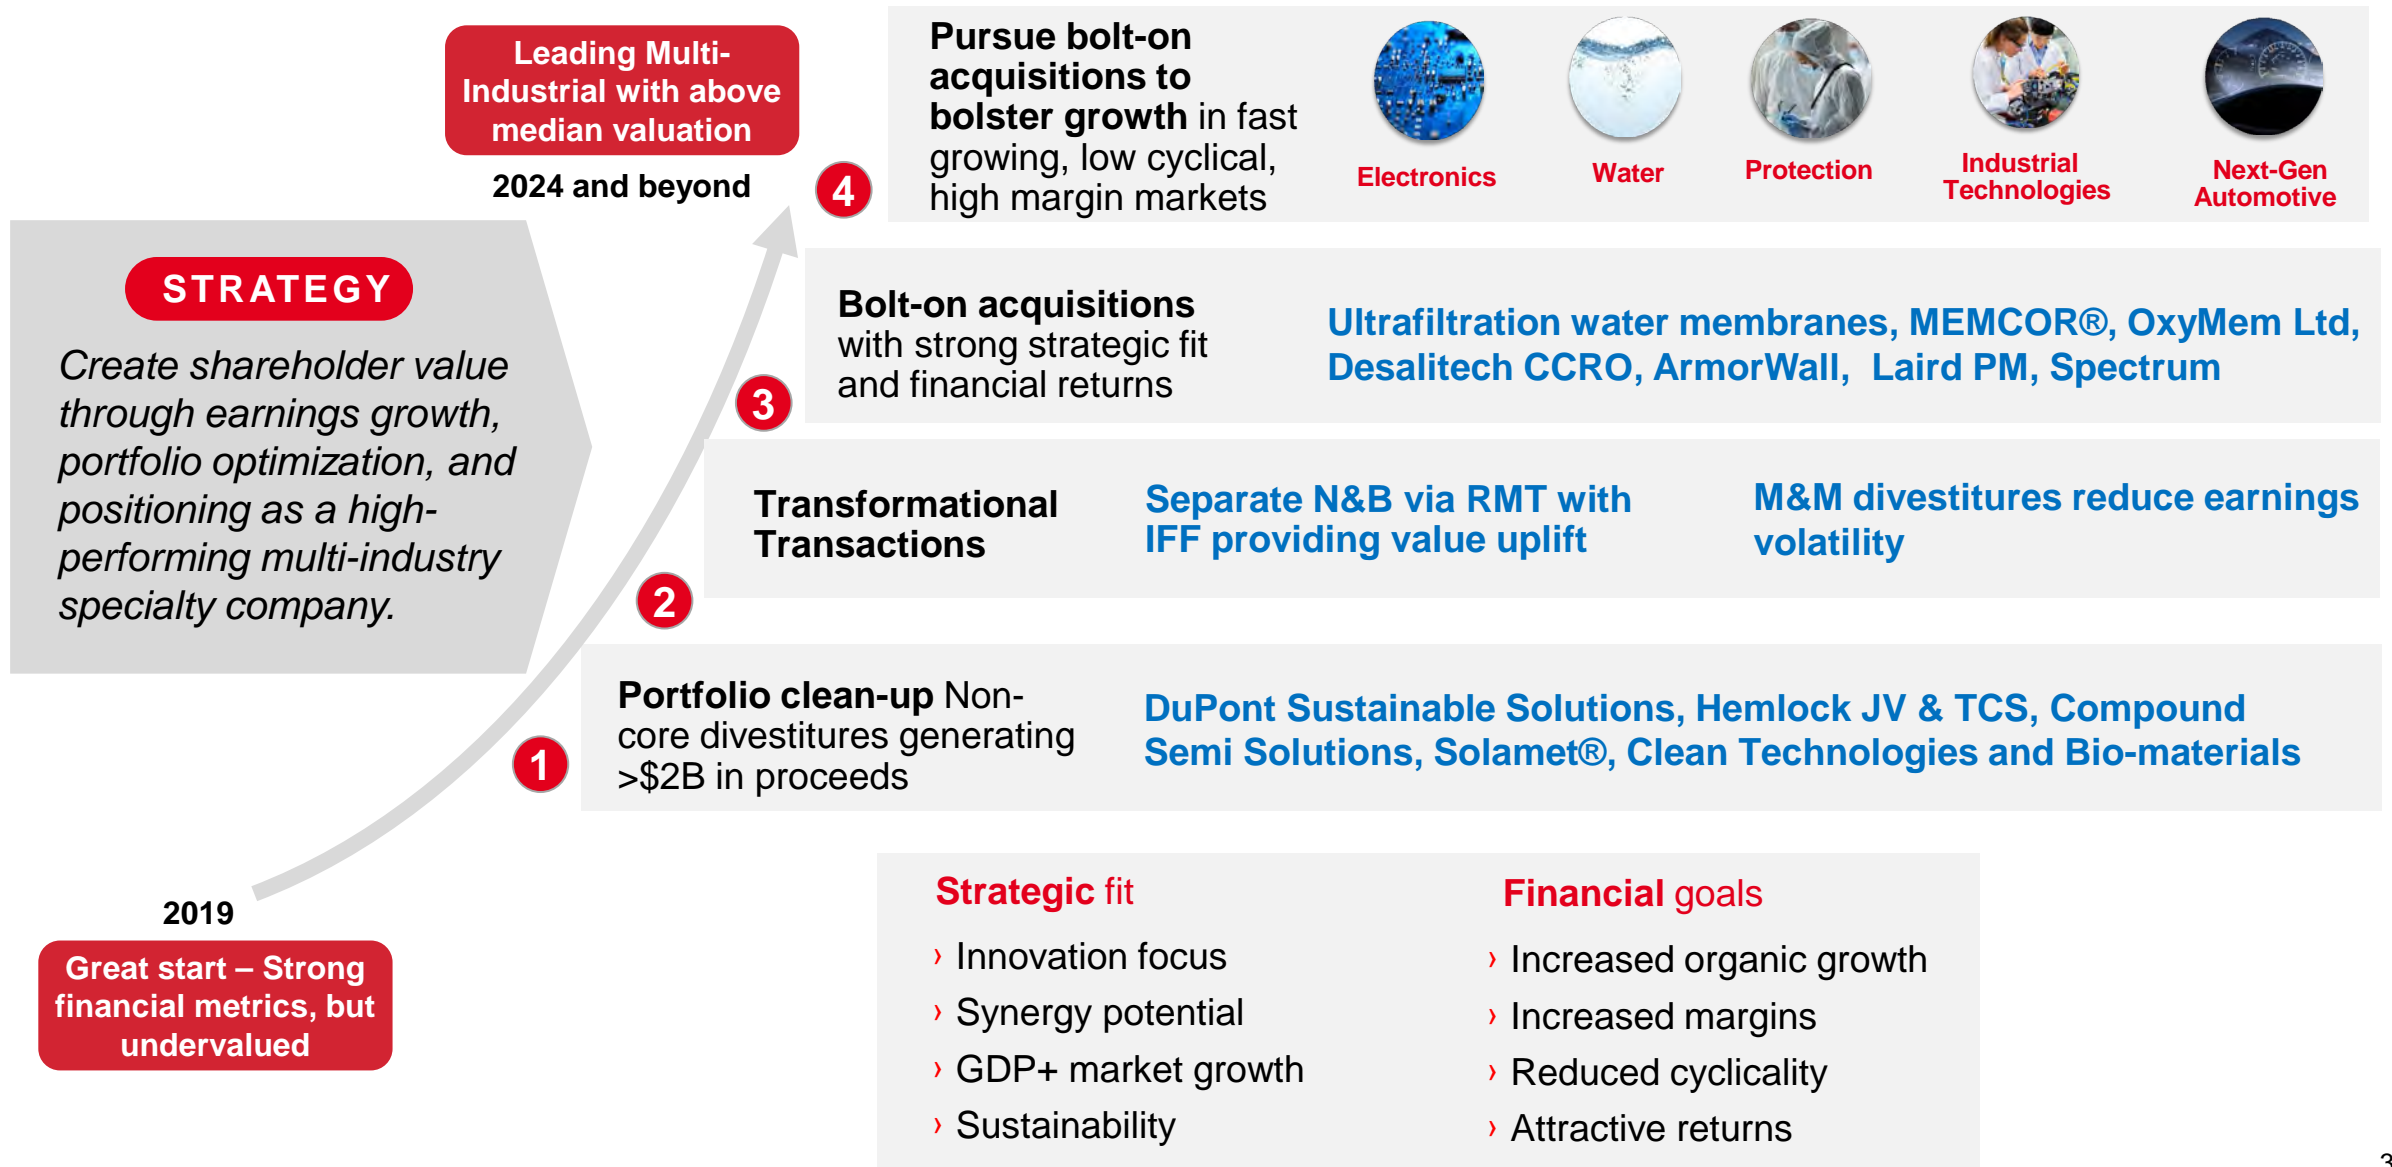 Leading Multi-
Industrial with above
median valuation
2024 and beyond
4
Pursue bolt-on
acquisitions to
bolster growth in fast
growing, low cyclical,
high margin markets
Electronics
Water
Protection
Industrial
Technologies
Next-Gen
Automotive
STRATEGY
Create shareholder value
through earnings growth,
portfolio optimization, and
positioning as a high-
performing multi-industry
specialty company.
3
Bolt-on acquisitions
with strong strategic fit
and financial returns
Ultrafiltration water membranes, MEMCOR®, OxyMem Ltd,
Desalitech CCRO, ArmorWall, Laird PM, Spectrum
2
Transformational
Transactions
Separate N&B via RMT with
IFF providing value uplift
M&M divestitures reduce earnings
volatility
1
Portfolio clean-up Non-
core divestitures generating
>$2B in proceeds
DuPont Sustainable Solutions, Hemlock JV & TCS, Compound
Semi Solutions, Solamet®, Clean Technologies and Bio-materials
2019
Great start – Strong
financial metrics, but
undervalued
Strategic fit
› Innovation focus
› Synergy potential
› GDP+ market growth
› Sustainability
Financial goals
› Increased organic growth
› Increased margins
› Reduced cyclicality
› Attractive returns
3